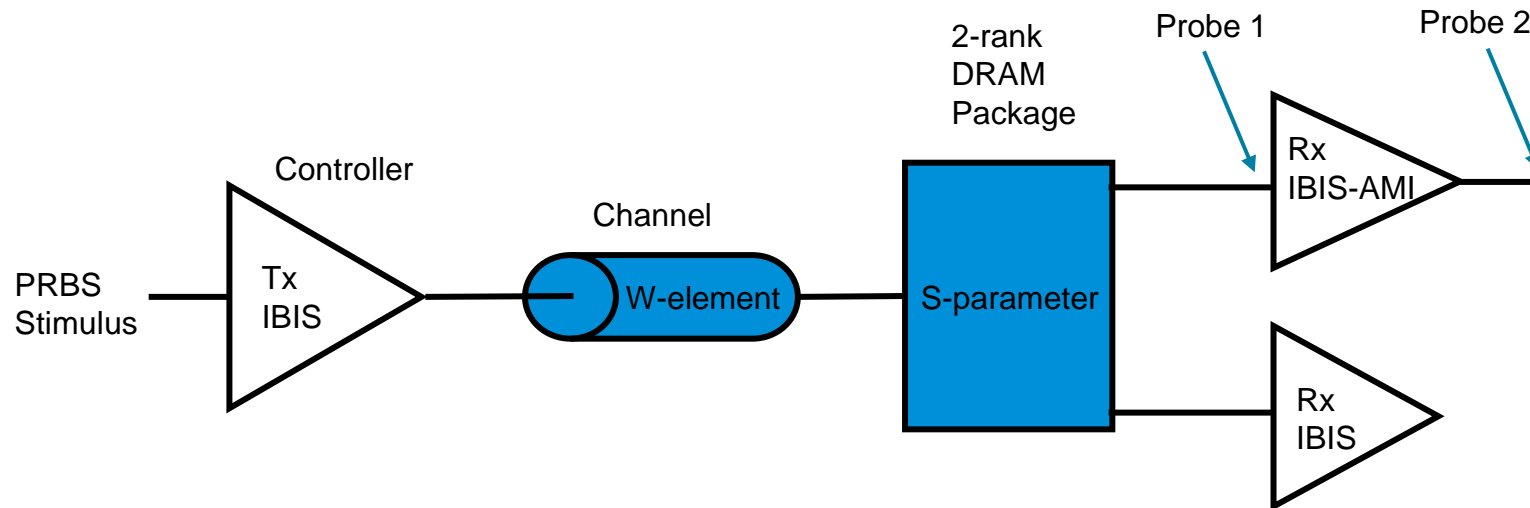 2-rank
DRAM
Package
Probe 1
Probe 2
Controller
Channel
PRBS
Stimulus
Tx
IBIS
W-element
S-parameter
Rx
IBIS-AMI
Rx
IBIS